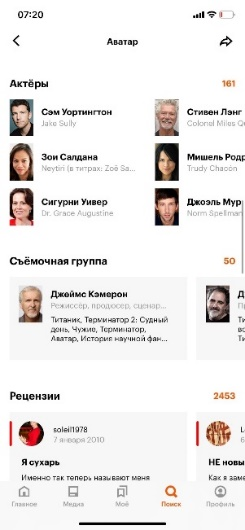 07:20
Аватар
Актёры 161
Сэм Уортингтон
Jake Sully
Стивен Лэнг
Colonel Miles Q
Зои Салдана
Neytiri (в титрах: Zoë Sa...
Мишель Родр
Trudy Chacon
Сигурни Уивер
Dr. Grace Augustine
Джоэль Мур
Norm Spellman
Съёмочная группа 50
Джеймс Кэмерон
Режиссёр, продюсер, сценар...
Титаник, Терминатор 2: Судный
день, Чужие, Терминатор,
Аватар, История научной фан...
Рецензии 2453
soleil1978
7 января 2010
Я сухарь
Именно так теперь называют меня
НЕ новы
Как я заме
Главное
Медиа
Моё
Поиск
Профиль